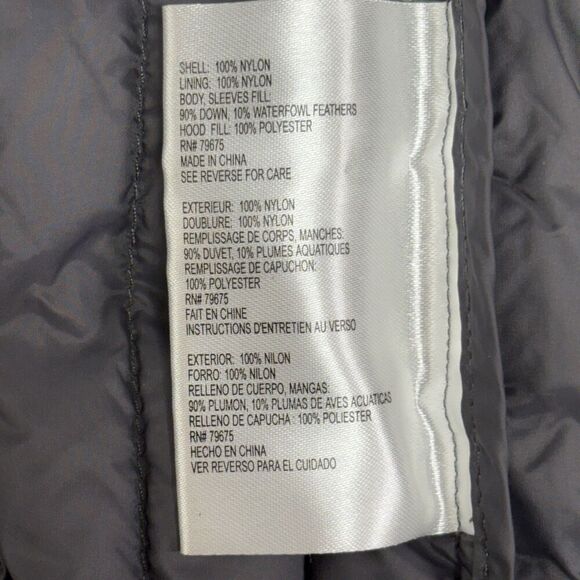 SHELL: 100% NYLON
LINING: 100% NYLON
BODY, SLEEVES FILL:
90% DOWN, 10% WATERFOWL FEATHERS
HOOD FILL: 100% POLYESTER
RN# 79675
MADE IN CHINA
SEE REVERSE FOR CARE
EXTERIEUR: 100% NYLON
DOUBLURE: 100% NYLON
REMPLISSAGE DE CORPS, MANCHES:
90% DUVET, 10% PLUMES AQUATIQUES
REMPLISSAGE DE CAPUCHON:
100% POLYESTER
RN# 79675
FAIT EN CHINE
INSTRUCTIONS D'ENTRETIEN AU VERSO
EXTERIOR: 100% NILON
FORRO: 100% NILON
RELLENO DE CUERPO, MANGAS:
90% PLUMON, 10% PLUMAS DE AVES ACUATICAS
RELLENO DE CAPUCHA : 100% POLIESTER
RN# 79675
HECHO EN CHINA
VER REVERSO PARA EL CUIDADO